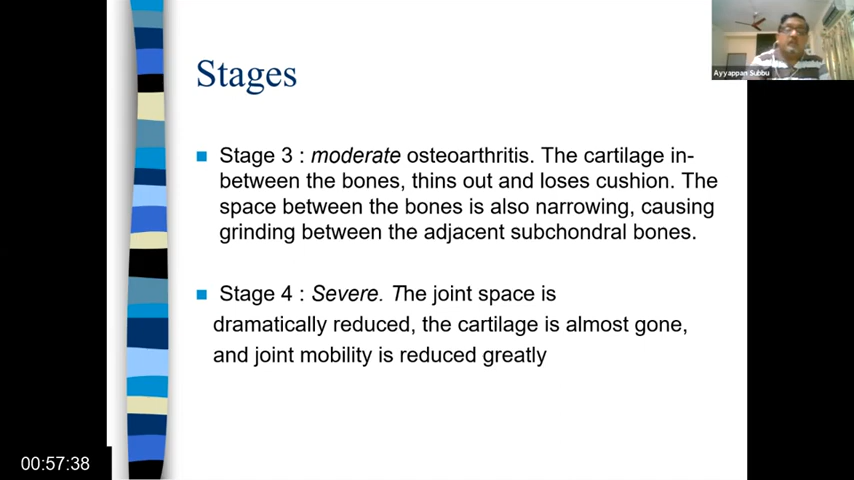 Ayyappan Subbu
Stages
Stage 3 : moderate osteoarthritis. The cartilage in-
between the bones, thins out and loses cushion. The
space between the bones is also narrowing, causing
grinding between the adjacent subchondral bones.
Stage 4 : Severe. The joint space is
dramatically reduced, the cartilage is almost gone,
and joint mobility is reduced greatly
00:57:38